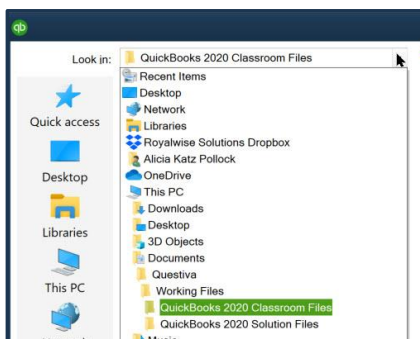 qb
Look in: QuickBooks 2020 Classroom Files
Recent Items
Desktop
Network
Libraries
Royalwise Solutions Dropbox
Alicia Katz Pollock
OneDrive
This PC
Downloads
Desktop
3D Objects
Documents
Questiva
Working Files
QuickBooks 2020 Classroom Files
QuickBooks 2020 Solution Files
Quick access
Desktop
Libraries
This PC